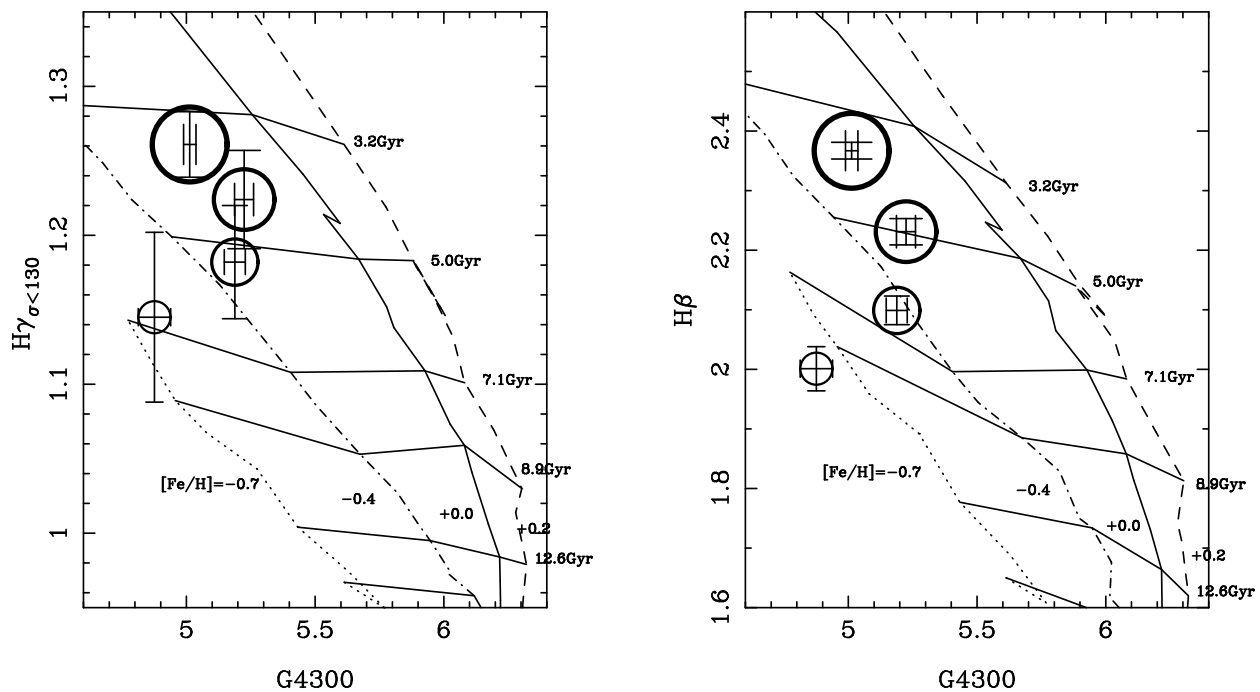 1.3
1.2
1.1
1
Hγσ<130
3.2Gyr
5.0Gyr
7.1Gyr
8.9Gyr
12.6Gyr
[Fe/H]=−0.7
−0.4
+0.0
+0.2
5
5.5
6
G4300
2.4
2.2
2
1.8
1.6
Hβ
3.2Gyr
5.0Gyr
7.1Gyr
8.9Gyr
12.6Gyr
[Fe/H]=−0.7
−0.4
+0.0
+0.2
5
5.5
6
G4300